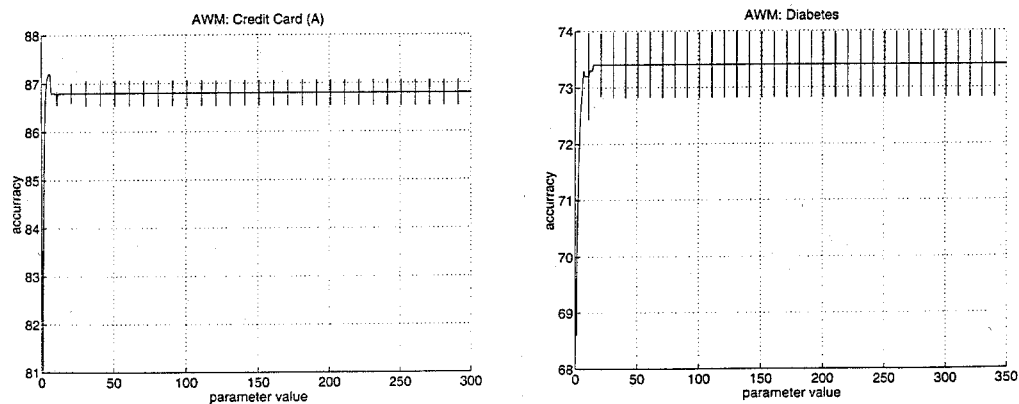 AWM: Credit Card (A)
88
87
86
85
84
83
82
81
accurracy
0 50 100 150 200 250 300
parameter value
AWM: Diabetes
74
73
72
71
70
69
68
accurracy
0 50 100 150 200 250 300 350
parameter value